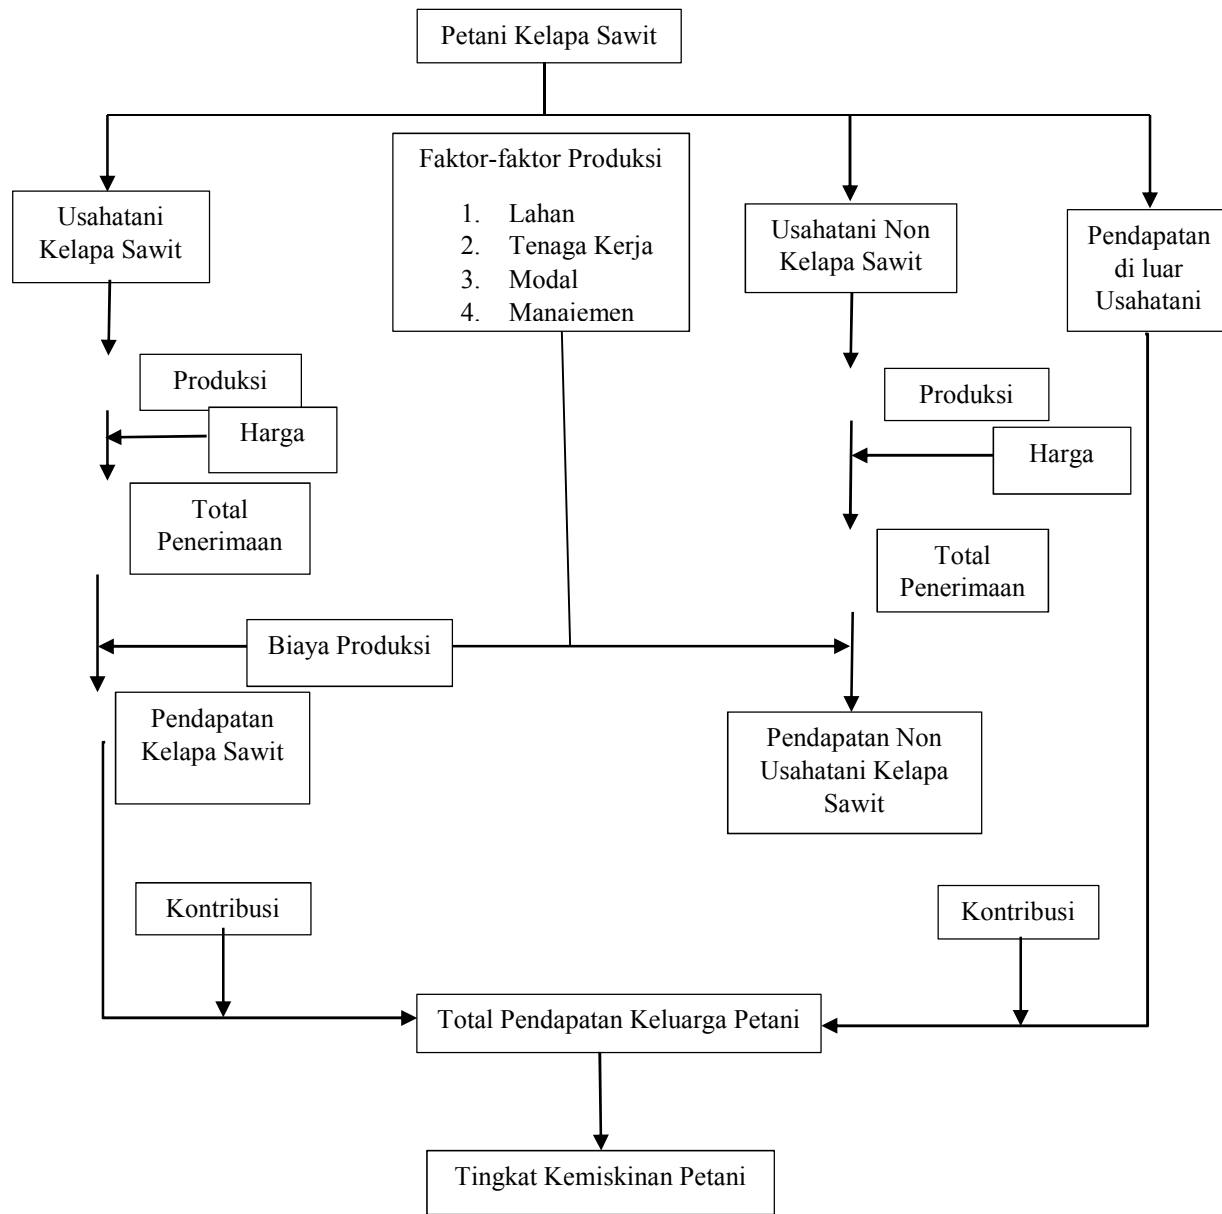 Petani Kelapa Sawit
Faktor-faktor Produksi
1. Lahan
2. Tenaga Kerja
3. Modal
4. Manajemen
Usahatani
Kelapa Sawit
Usahatani Non
Kelapa Sawit
Pendapatan
di luar
Usahatani
Produksi
Harga
Produksi
Harga
Total
Penerimaan
Total
Penerimaan
Biaya Produksi
Pendapatan
Kelapa Sawit
Pendapatan Non
Usahatani Kelapa
Sawit
Kontribusi
Kontribusi
Total Pendapatan Keluarga Petani
Tingkat Kemiskinan Petani